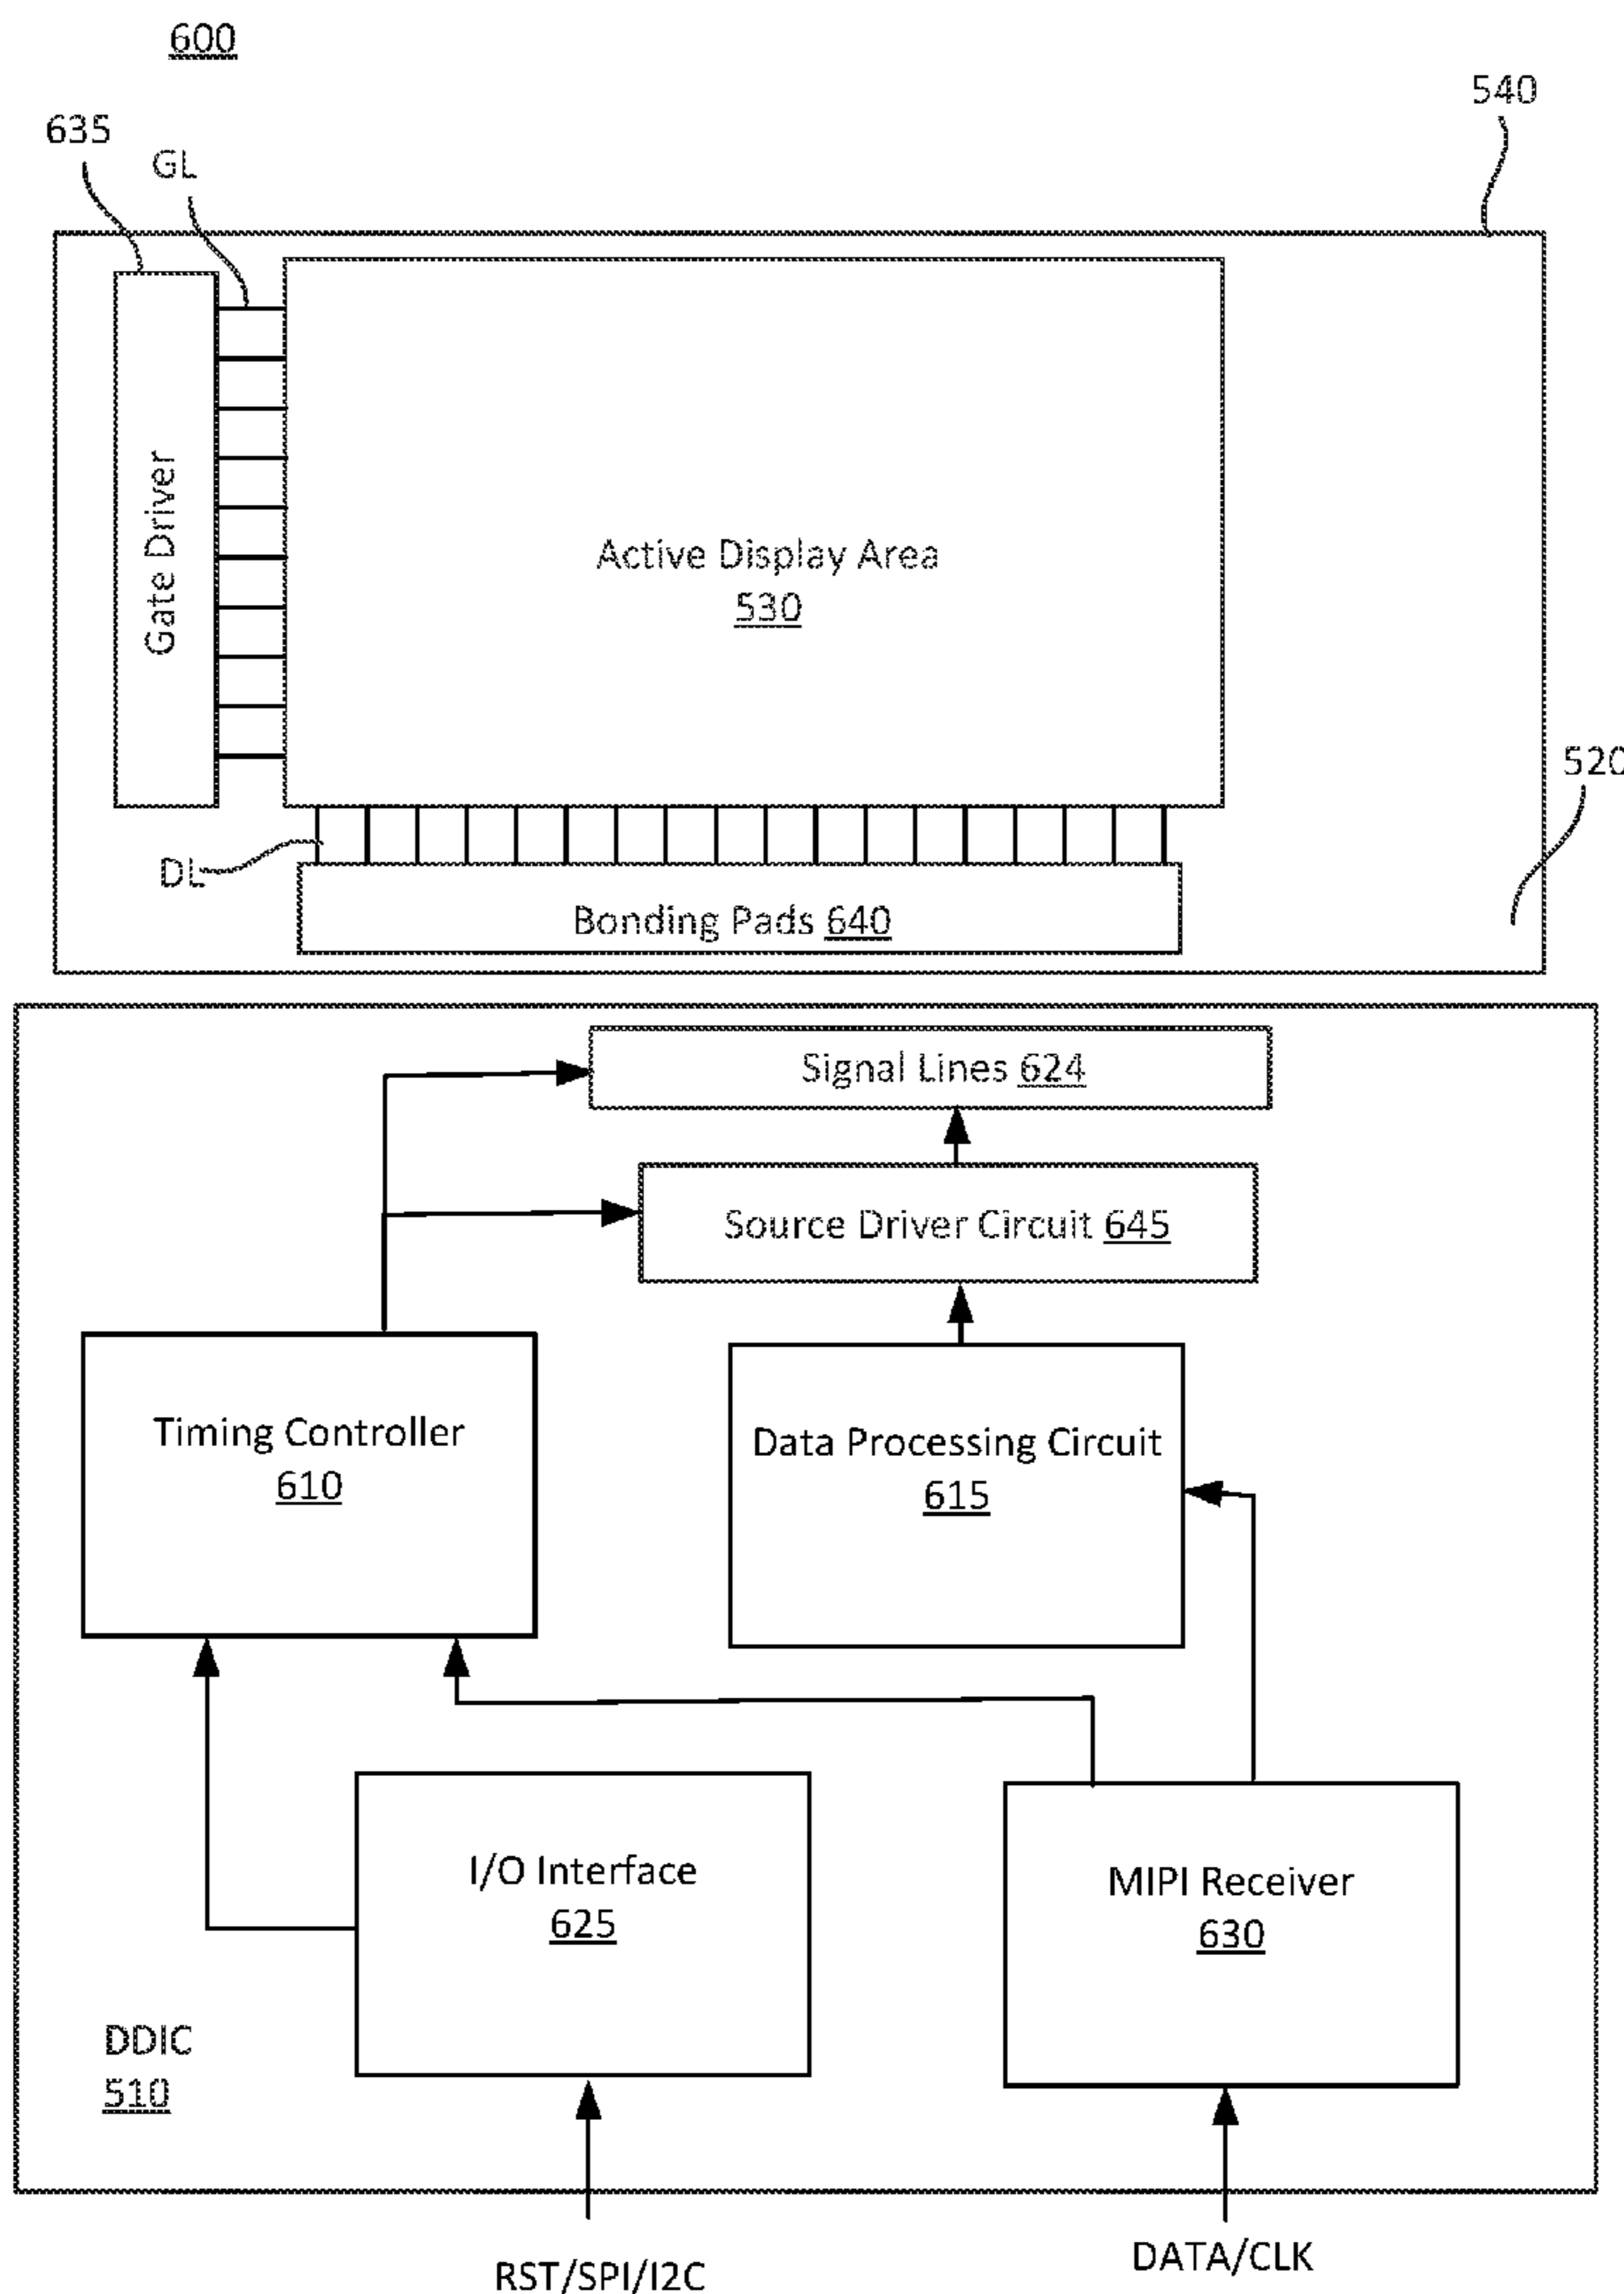 600
540
635
GL
Gate Driver
Active Display Area
530
520
DL
Bonding Pads 640
Signal Lines 624
Source Driver Circuit 645
Timing Controller
610
Data Processing Circuit
615
I/O Interface
625
MIPI Receiver
630
DDIC
510
RST/SPI/I2C
DATA/CLK